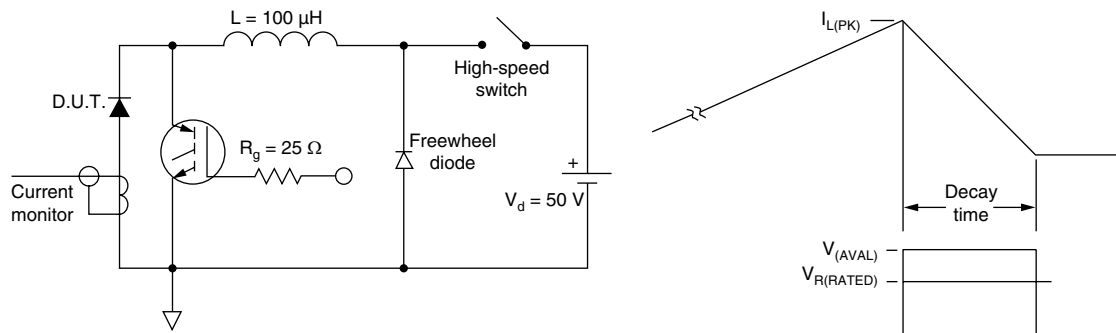 L = 100 µH
D.U.T.
High-speed
switch
R_g = 25 Ω
Freewheel
diode
+
V_d = 50 V
Current
monitor
I_L(PK)
Decay
time
V_(AVAL)
V_R(RATED)